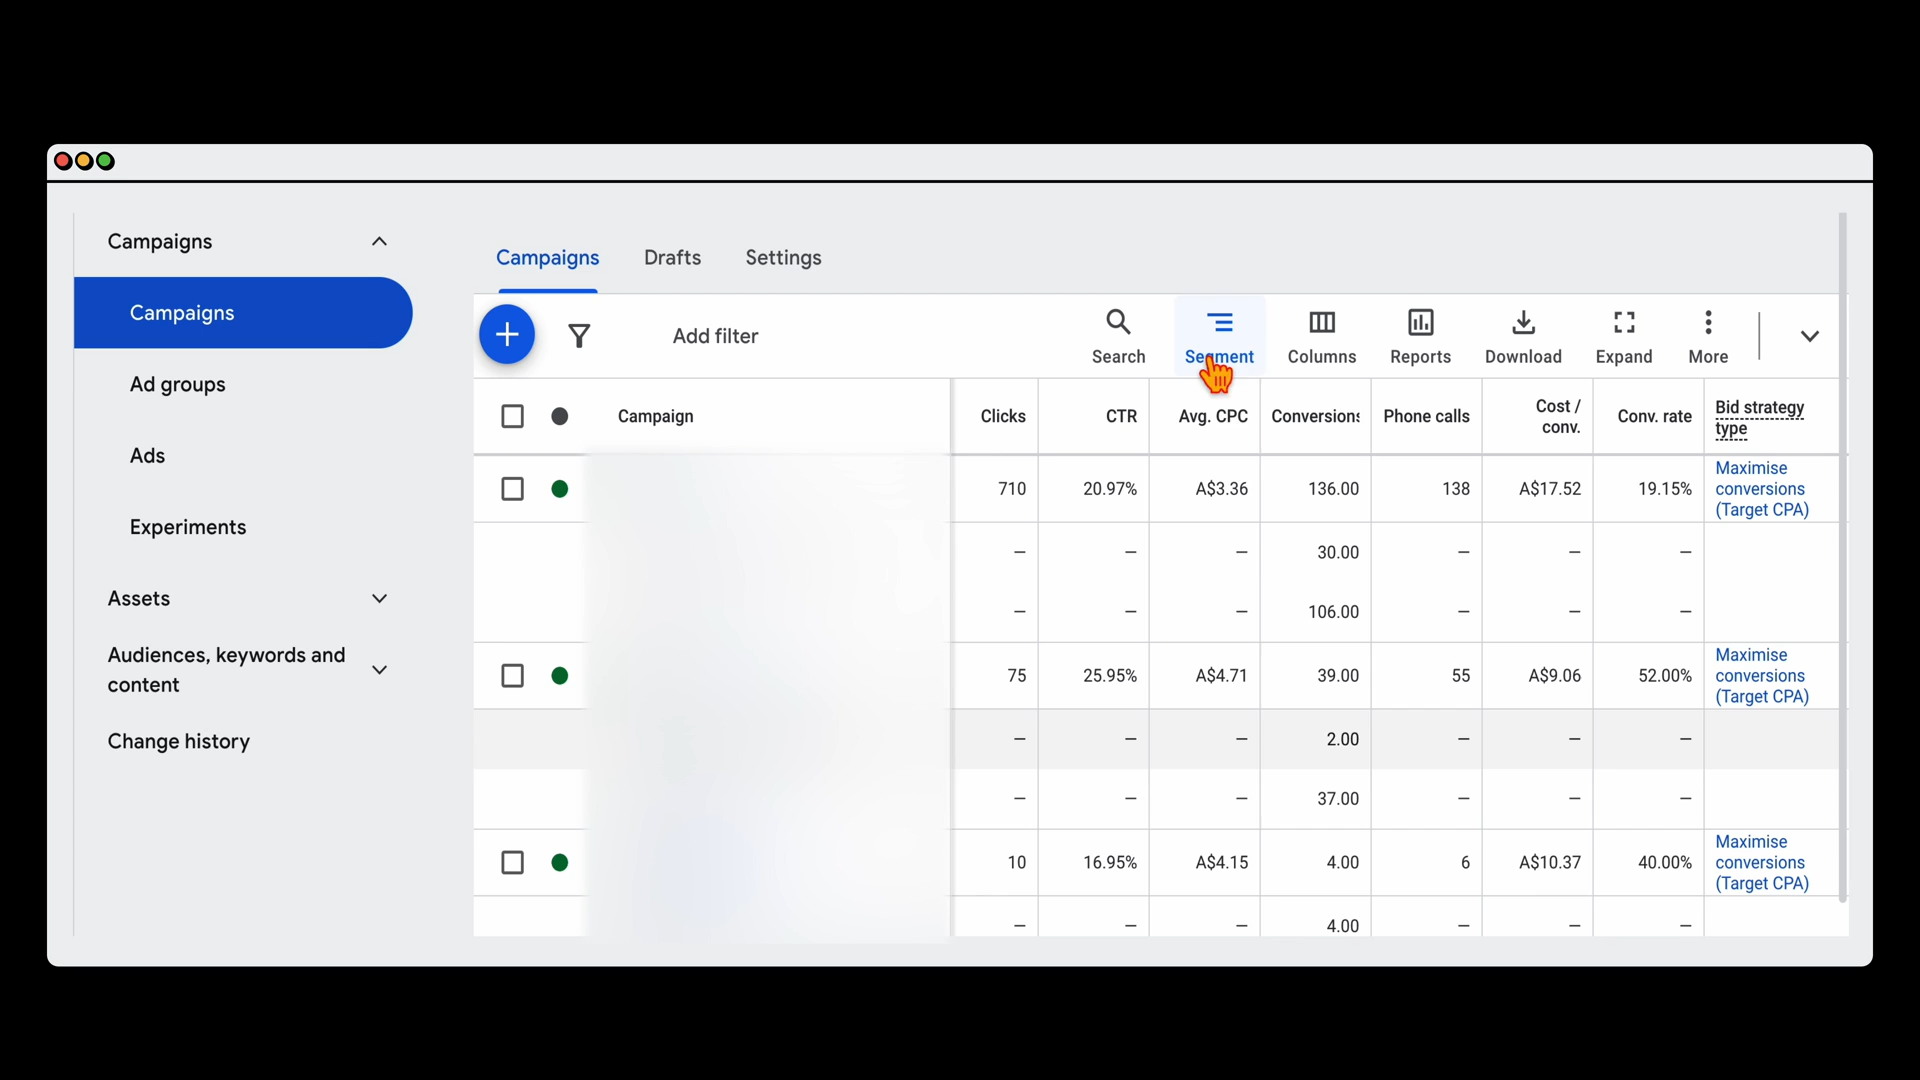 Campaigns
Campaigns
Ad groups
Ads
Experiments
Assets
Audiences, keywords and
content
Change history
Campaigns Drafts Settings
Add filter
Search Segment Columns Reports Download Expand More
Campaign Clicks CTR Avg. CPC Conversions Phone calls Cost / conv. Conv. rate Bid strategy type
710 20.97% A$3.36 136.00 138 A$17.52 19.15% Maximise conversions (Target CPA)
— — — 30.00 — — —
— — — 106.00 — — —
75 25.95% A$4.71 39.00 55 A$9.06 52.00% Maximise conversions (Target CPA)
— — — 2.00 — — —
— — — 37.00 — — —
10 16.95% A$4.15 4.00 6 A$10.37 40.00% Maximise conversions (Target CPA)
— — — 4.00 — — —